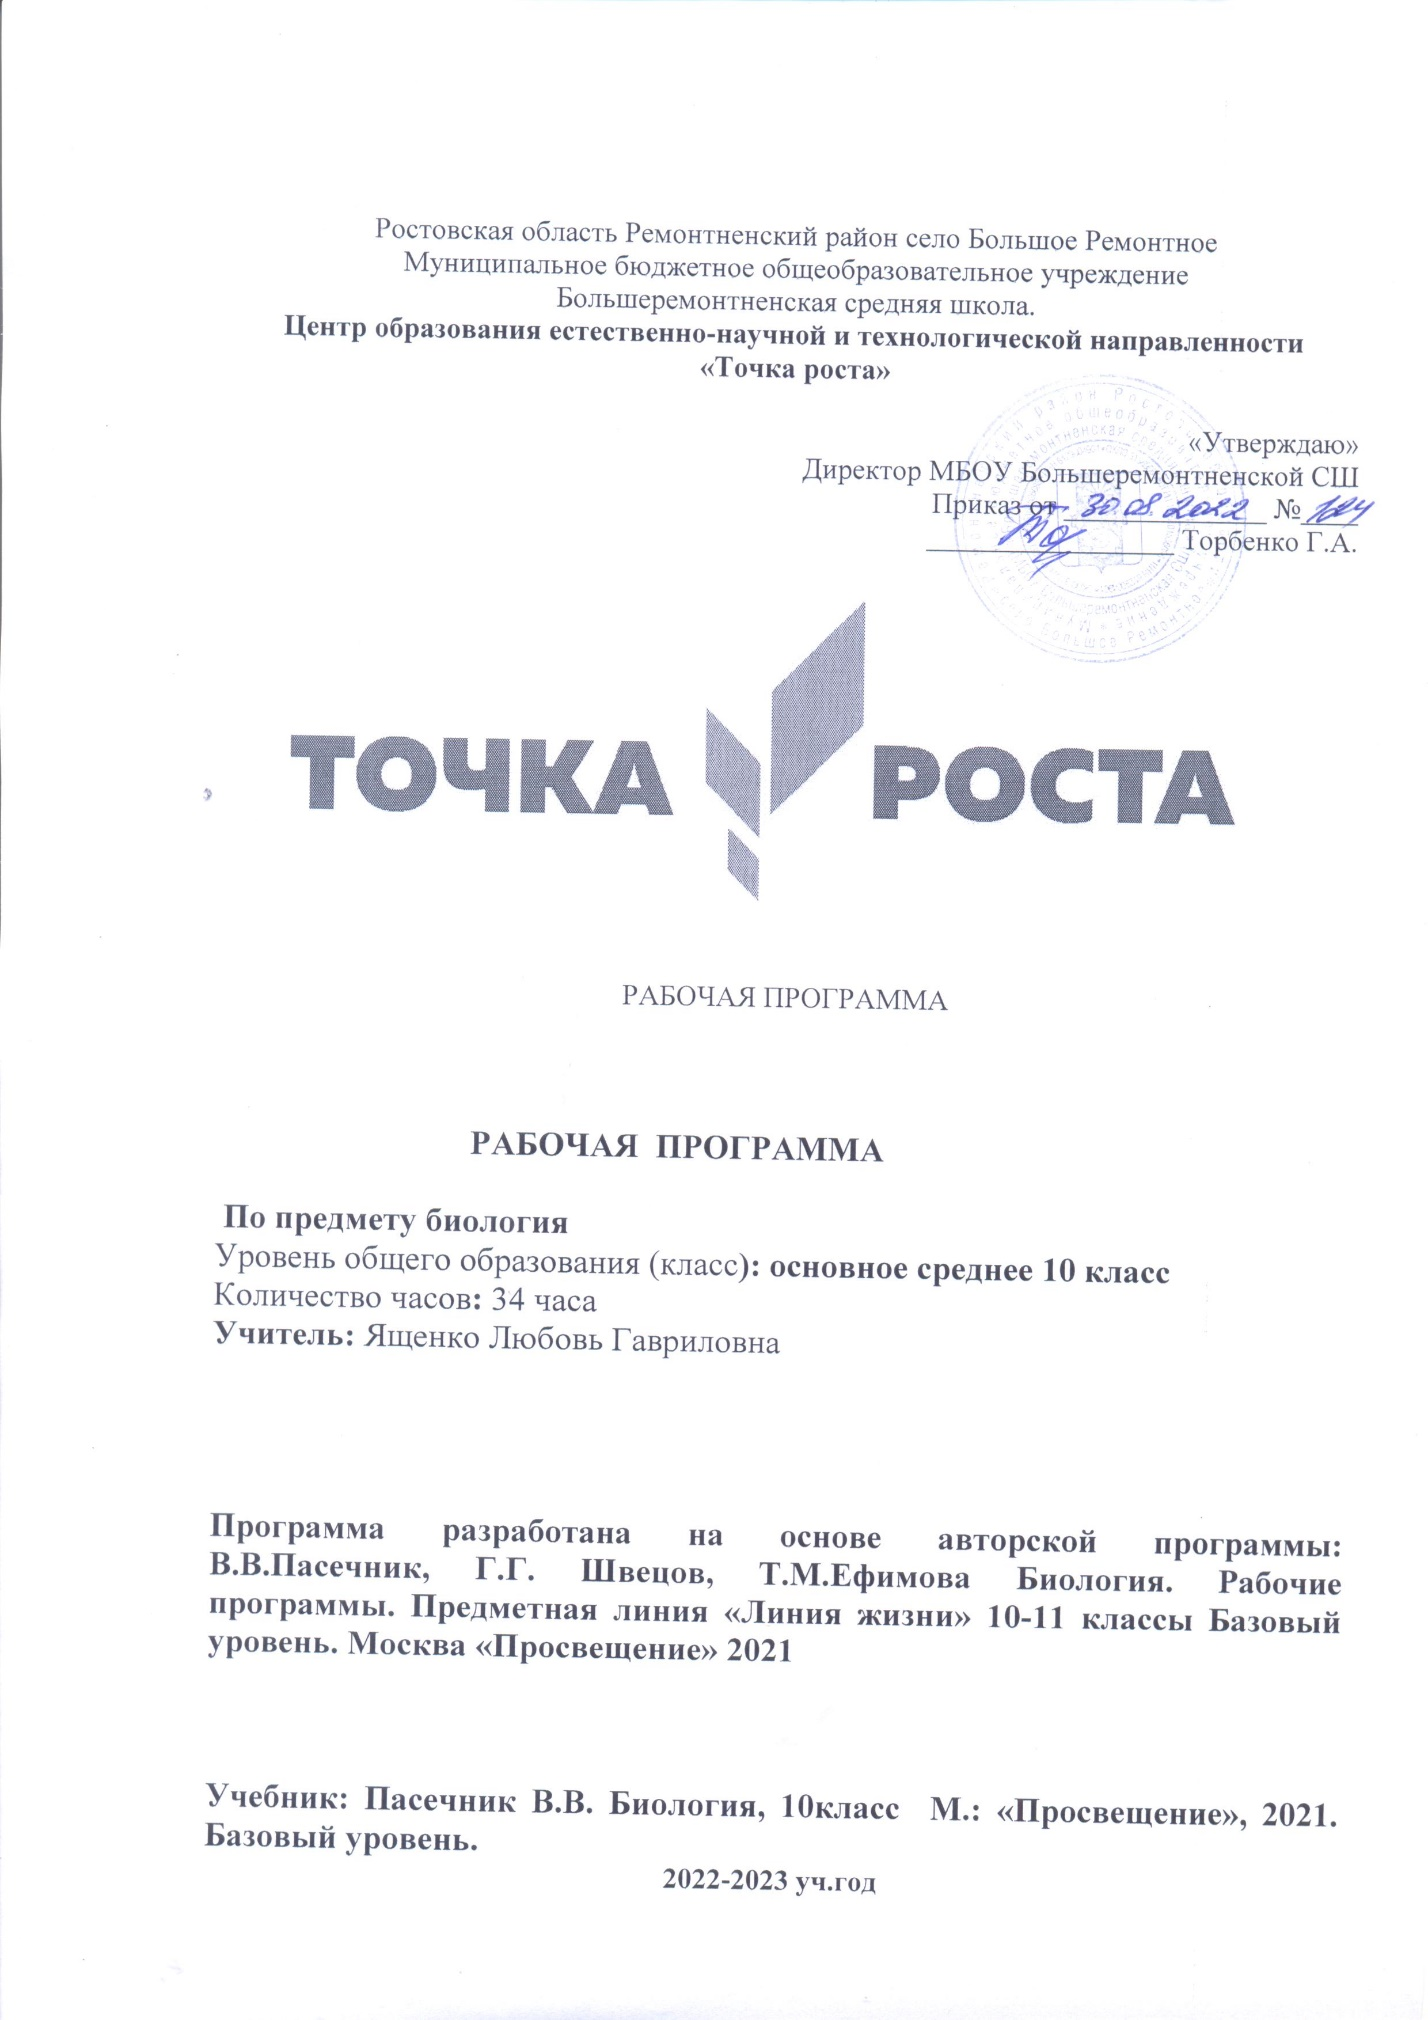 Ростовская область Ремонтненский район село Большое Ремонтное
Муниципальное бюджетное общеобразовательное учреждение
Большеремонтненская средняя школа.
Центр образования естественно-научной и технологической направленности
«Точка роста»
«Утверждаю»
Директор МБОУ Большеремонтненской СШ
Приказ от 30.08.2022 № 124
Торбенко Г.А.
ТОЧКА РОСТА
РАБОЧАЯ ПРОГРАММА
РАБОЧАЯ ПРОГРАММА
По предмету биология
Уровень общего образования (класс): основное среднее 10 класс
Количество часов: 34 часа
Учитель: Ященко Любовь Гавриловна
Программа разработана на основе авторской программы:
В.В.Пасечник, Г.Г. Швецов, Т.М.Ефимова Биология. Рабочие
программы. Предметная линия «Линия жизни» 10-11 классы Базовый
уровень. Москва «Просвещение» 2021
Учебник: Пасечник В.В. Биология, 10класс М.: «Просвещение», 2021.
Базовый уровень.
2022-2023 уч.год